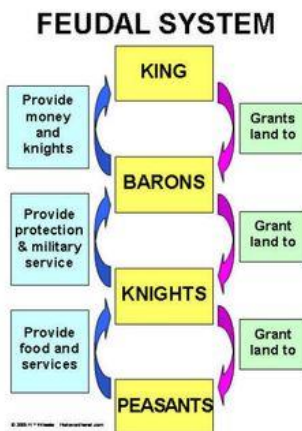 FEUDAL SYSTEM
KING
Provide
money
and
knights
Grants
land to
BARONS
Provide
protection
& military
service
Grant
land to
KNIGHTS
Provide
food and
services
Grant
land to
PEASANTS